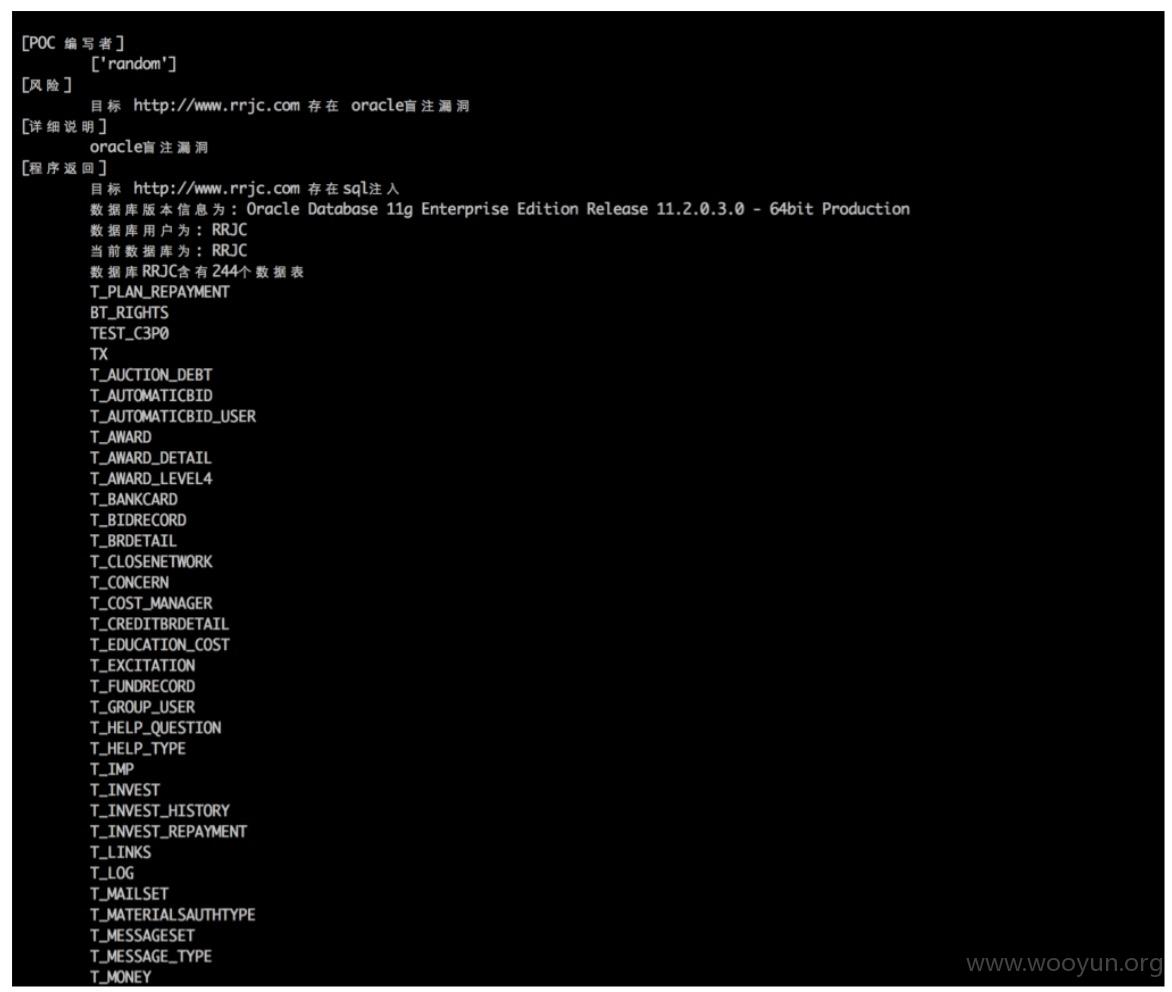 [POC 编写者]
['random']
[风险]
目标 http://www.rrjc.com 存在 oracle盲注漏洞
[详细说明]
oracle盲注漏洞
[程序返回]
目标 http://www.rrjc.com 存在sql注入
数据库版本信息为: Oracle Database 11g Enterprise Edition Release 11.2.0.3.0 - 64bit Production
数据库用户为: RRJC
当前数据库为: RRJC
数据库RRJC含有244个数据表
T_PLAN_REPAYMENT
BT_RIGHTS
TEST_C3P0
TX
T_AUCTION_DEBT
T_AUTOMATICBID
T_AUTOMATICBID_USER
T_AWARD
T_AWARD_DETAIL
T_AWARD_LEVEL4
T_BANKCARD
T_BIDRECORD
T_BRDETAIL
T_CLOSENETWORK
T_CONCERN
T_COST_MANAGER
T_CREDITBRDETAIL
T_EDUCATION_COST
T_EXCITATION
T_FUNDRECORD
T_GROUP_USER
T_HELP_QUESTION
T_HELP_TYPE
T_IMP
T_INVEST
T_INVEST_HISTORY
T_INVEST_REPAYMENT
T_LINKS
T_LOG
T_MAILSET
T_MATERIALSAUTHTYPE
T_MESSAGESET
T_MESSAGE_TYPE
T_MONEY
www.wooyun.org